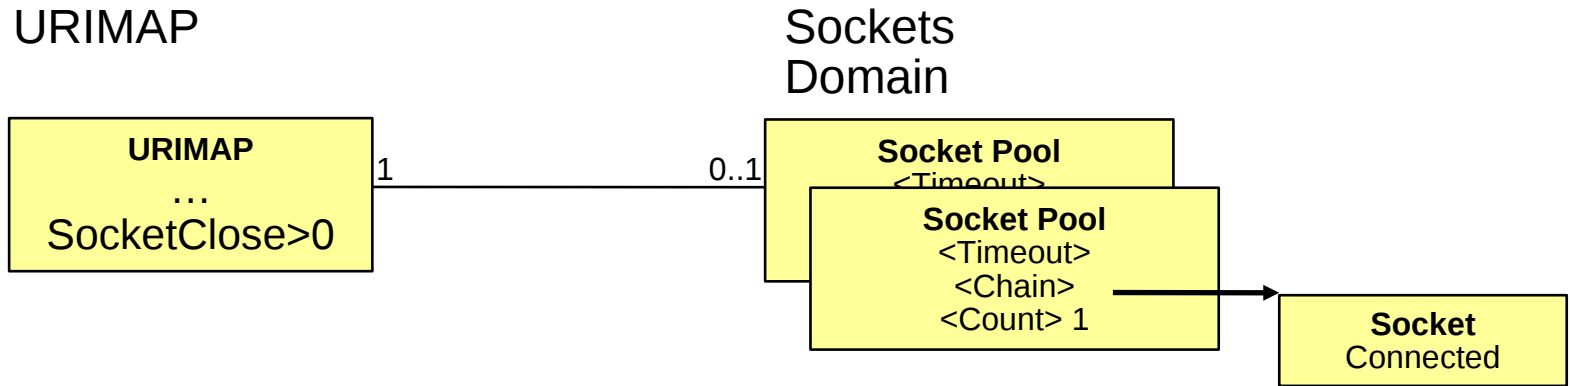 URIMAP
Sockets
Domain
URIMAP
...
SocketClose>0
1
0..1
Socket Pool
<Timeout>
Socket Pool
<Timeout>
<Chain>
<Count> 1
Socket
Connected